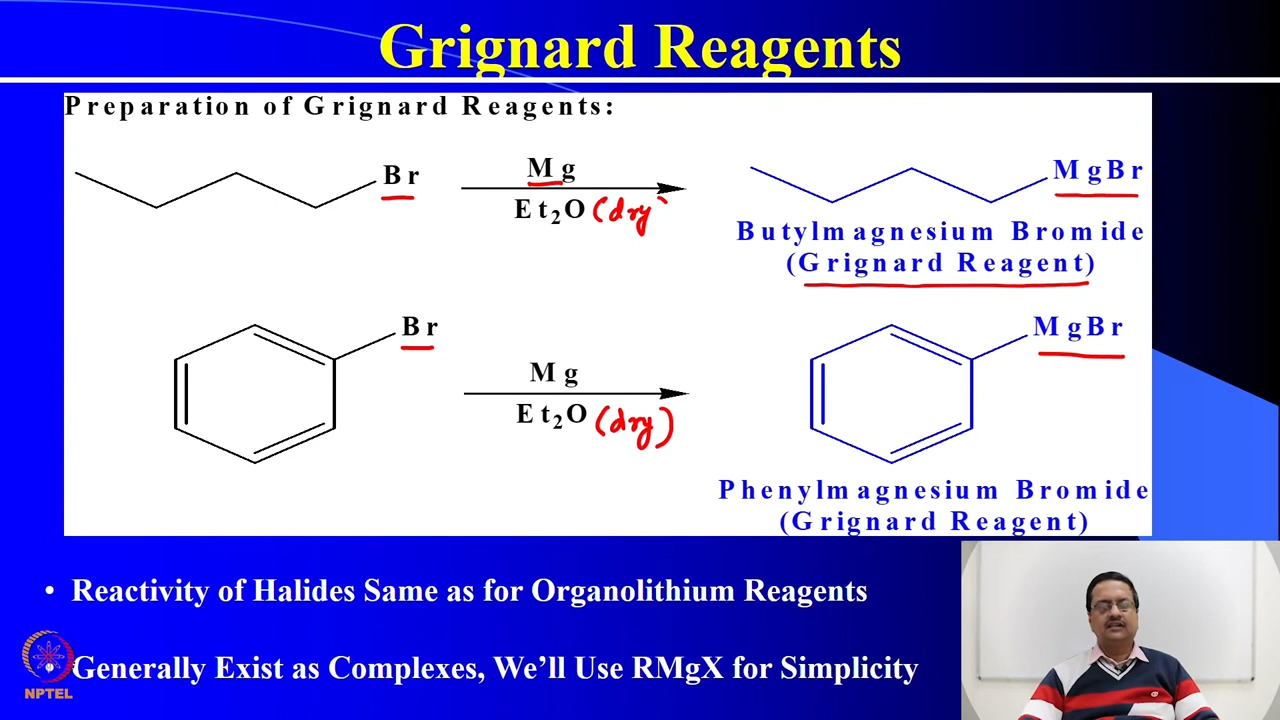 Grignard Reagents
Preparation of Grignard Reagents:
Br
Mg
Et2O (dry)
MgBr
Butylmagnesium Bromide
(Grignard Reagent)
Br
Mg
Et2O (dry)
MgBr
Phenylmagnesium Bromide
(Grignard Reagent)
• Reactivity of Halides Same as for Organolithium Reagents
• Generally Exist as Complexes, We'll Use RMgX for Simplicity
NPTEL